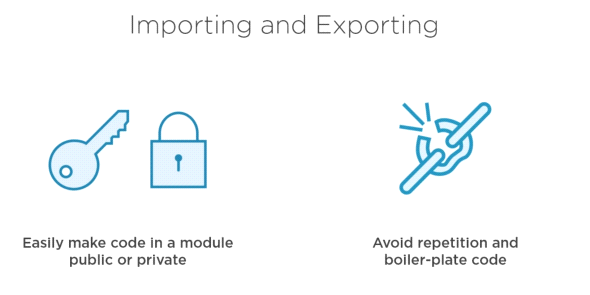 Importing and Exporting
Easily make code in a module
public or private
Avoid repetition and
boiler-plate code